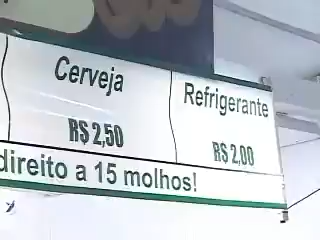 Cerveja
R$ 2,50
Refrigerante
R$ 2,00
direito a 15 molhos!